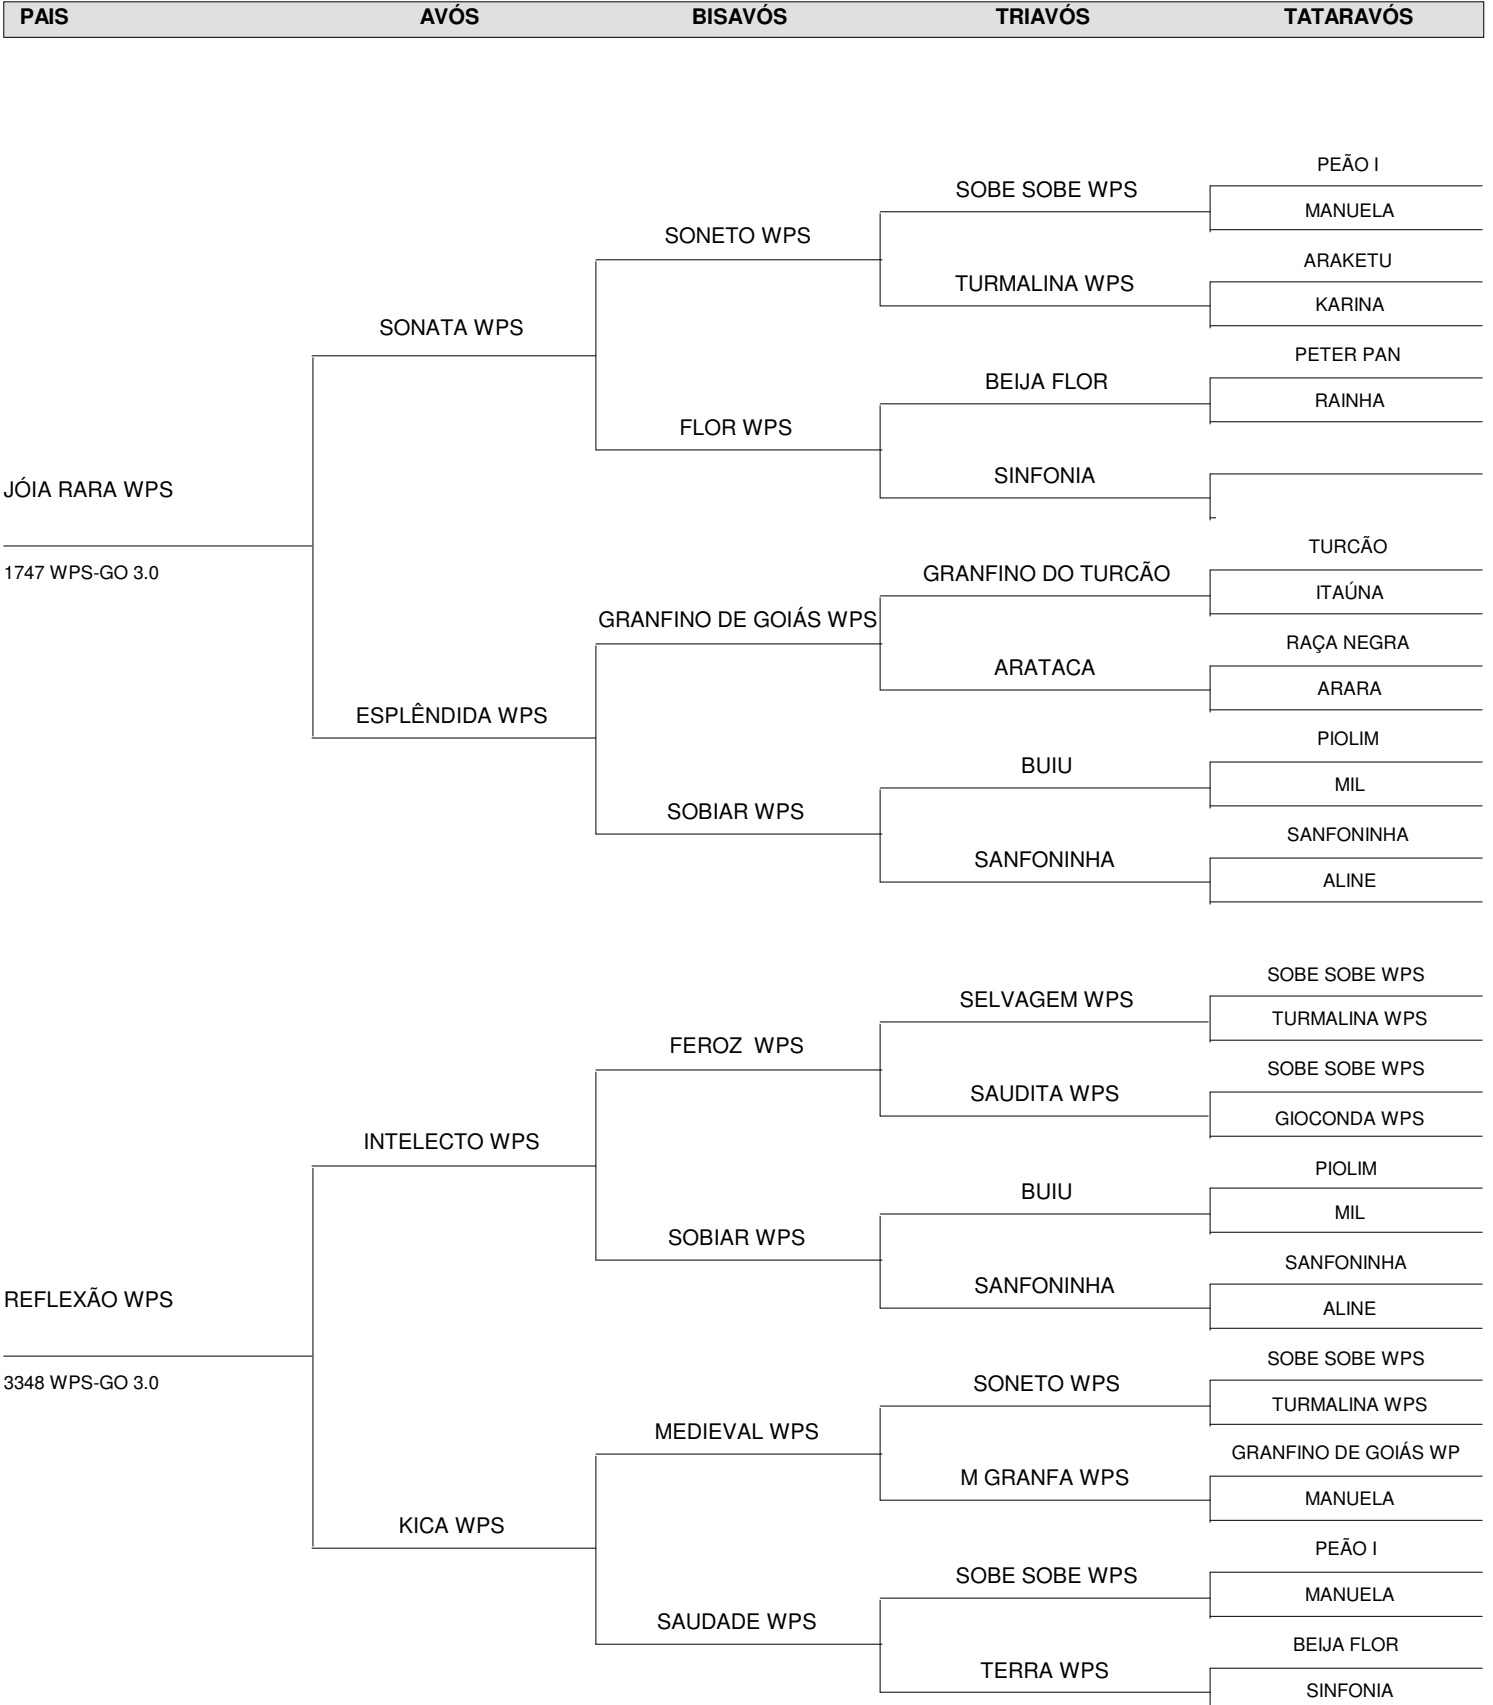 PAIS AVÓS BISAVÓS TRIAVÓS TATARAVÓS
PEÃO I
SOBE SOBE WPS
MANUELA
SONETO WPS
ARAKETU
TURMALINA WPS
KARINA
SONATA WPS
PETER PAN
BEIJA FLOR
RAINHA
FLOR WPS
SINFONIA
JÓIA RARA WPS
TURCÃO
1747 WPS-GO 3.0
GRANFINO DO TURCÃO
ITAÚNA
GRANFINO DE GOIÁS WPS
RAÇA NEGRA
ARATACA
ARARA
ESPLÊNDIDA WPS
PIOLIM
BUIU
MIL
SOBIAR WPS
SANFONINHA
SANFONINHA
ALINE
SOBE SOBE WPS
SELVAGEM WPS
TURMALINA WPS
FEROZ  WPS
SOBE SOBE WPS
SAUDITA WPS
GIOCONDA WPS
INTELECTO WPS
PIOLIM
BUIU
MIL
SOBIAR WPS
SANFONINHA
SANFONINHA
REFLEXÃO WPS
ALINE
SOBE SOBE WPS
3348 WPS-GO 3.0
SONETO WPS
TURMALINA WPS
MEDIEVAL WPS
GRANFINO DE GOIÁS WP
M GRANFA WPS
MANUELA
KICA WPS
PEÃO I
SOBE SOBE WPS
MANUELA
SAUDADE WPS
BEIJA FLOR
TERRA WPS
SINFONIA